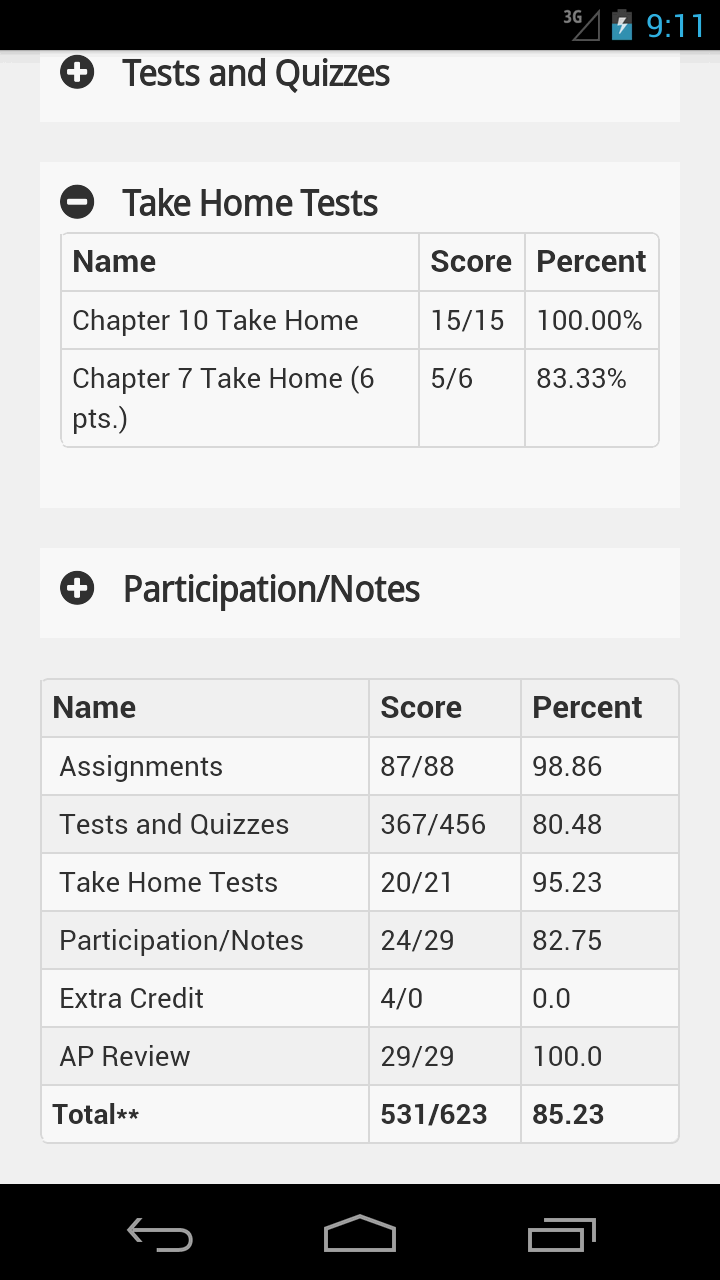 3G 9:11
Tests and Quizzes
Take Home Tests
Name Score Percent
Chapter 10 Take Home 15/15 100.00%
Chapter 7 Take Home (6 5/6 83.33%
pts.)
Participation/Notes
Name Score Percent
Assignments 87/88 98.86
Tests and Quizzes 367/456 80.48
Take Home Tests 20/21 95.23
Participation/Notes 24/29 82.75
Extra Credit 4/0 0.0
AP Review 29/29 100.0
Total** 531/623 85.23